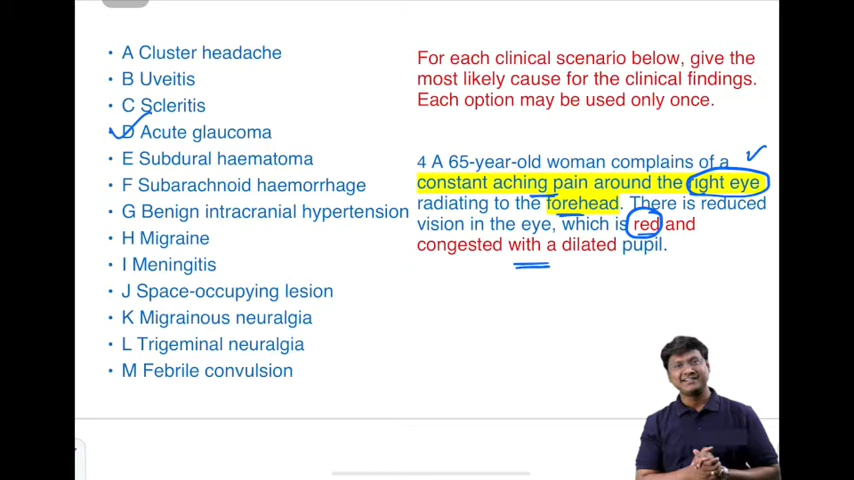 • A Cluster headache
• B Uveitis
• C Scleritis
• D Acute glaucoma
• E Subdural haematoma
• F Subarachnoid haemorrhage
• G Benign intracranial hypertension
• H Migraine
• I Meningitis
• J Space-occupying lesion
• K Migrainous neuralgia
• L Trigeminal neuralgia
• M Febrile convulsion
For each clinical scenario below, give the
most likely cause for the clinical findings.
Each option may be used only once.
4 A 65-year-old woman complains of a
constant aching pain around the right eye
radiating to the forehead. There is reduced
vision in the eye, which is red and
congested with a dilated pupil.